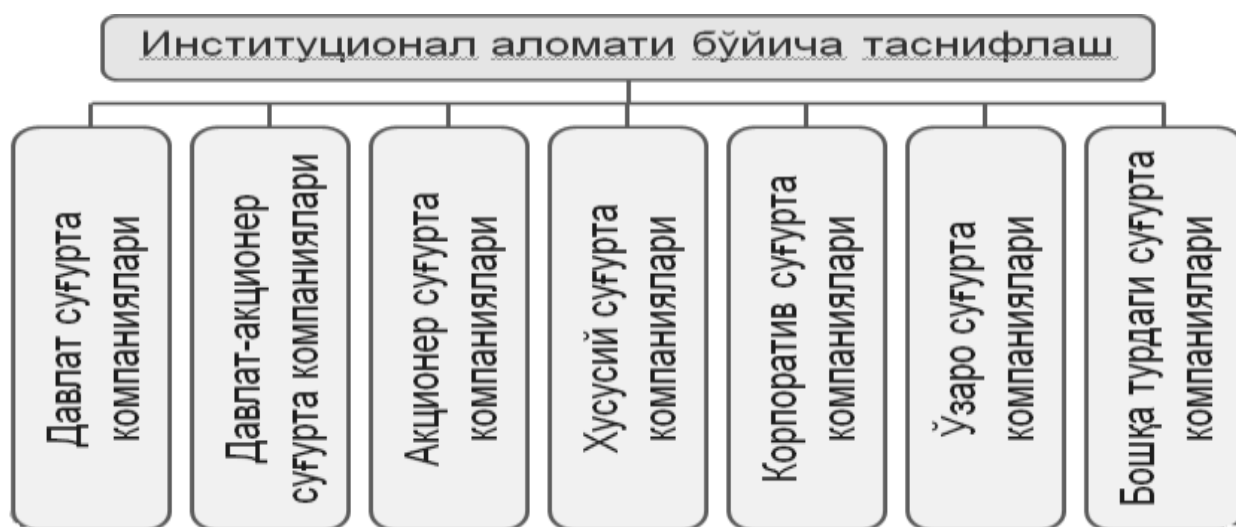 Институционал аломати бўйича таснифлаш
Давлат суғурта
компаниялари
Давлат-акционер
суғурта компаниялари
Акционер суғурта
компаниялари
Хусусий суғурта
компаниялари
Корпоратив суғурта
компаниялари
Ўзаро суғурта
компаниялари
Бошқа турдаги суғурта
компаниялари